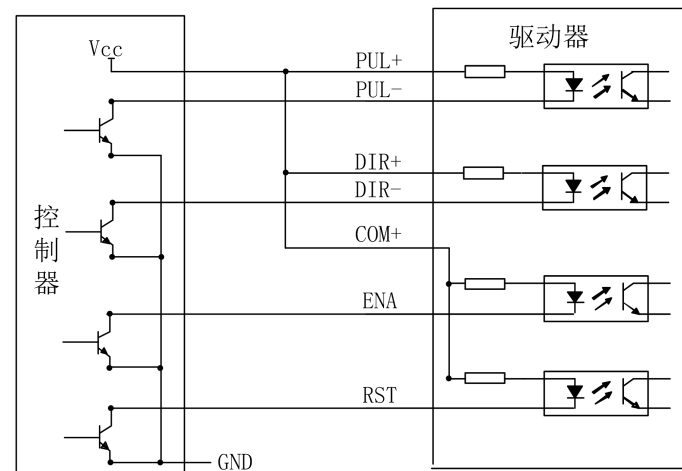 驱动器
Vcc
PUL+
PUL-
DIR+
DIR-
COM+
控制器
ENA
RST
GND